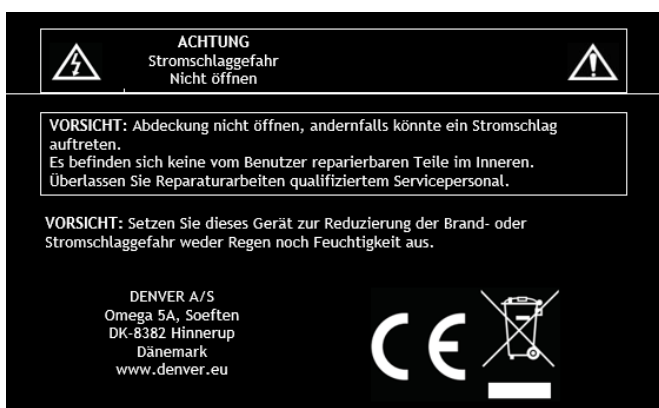 ACHTUNG
Stromschlaggefahr
Nicht öffnen
VORSICHT: Abdeckung nicht öffnen, andernfalls könnte ein Stromschlag
auftreten.
Es befinden sich keine vom Benutzer reparierbaren Teile im Inneren.
Überlassen Sie Reparaturarbeiten qualifiziertem Servicepersonal.
VORSICHT: Setzen Sie dieses Gerät zur Reduzierung der Brand- oder
Stromschlaggefahr weder Regen noch Feuchtigkeit aus.
DENVER A/S
Omega 5A, Soeften
DK-8382 Hinnerup
Dänemark
www.denver.eu
CE